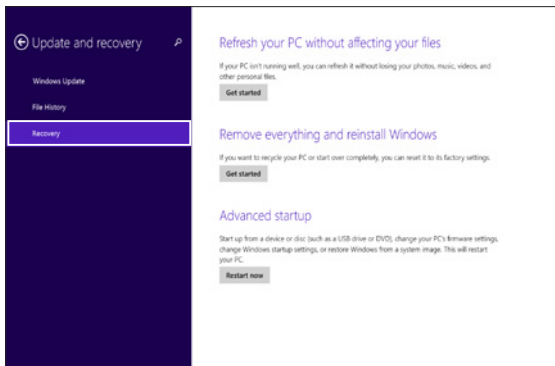 Update and recovery
Windows Update
File History
Recovery
Refresh your PC without affecting your files
If your PC isn't running well, you can refresh it without losing your photos, music, videos, and
other personal files.
Get started
Remove everything and reinstall Windows
If you want to recycle your PC or start over completely, you can reset it to its factory settings.
Get started
Advanced startup
Start up from a device or disc (such as a USB drive or DVD), change your PC's firmware settings,
change Windows startup settings, or restore Windows from a system image. This will restart
your PC.
Restart now